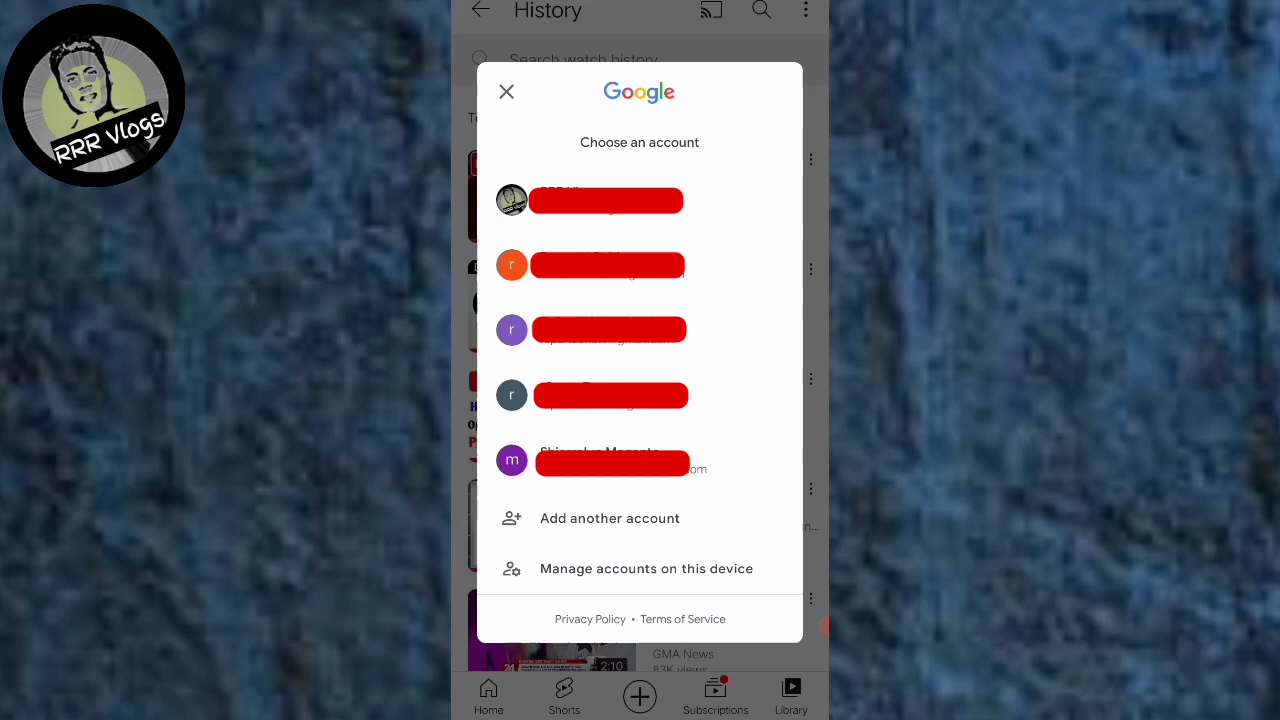 RRR Vlogs
History
Search watch history
Google
Choose an account
r
r
r
m
Add another account
Manage accounts on this device
Privacy Policy • Terms of Service
2:10
GMA News
83K views
Home
Shorts
Subscriptions
Library